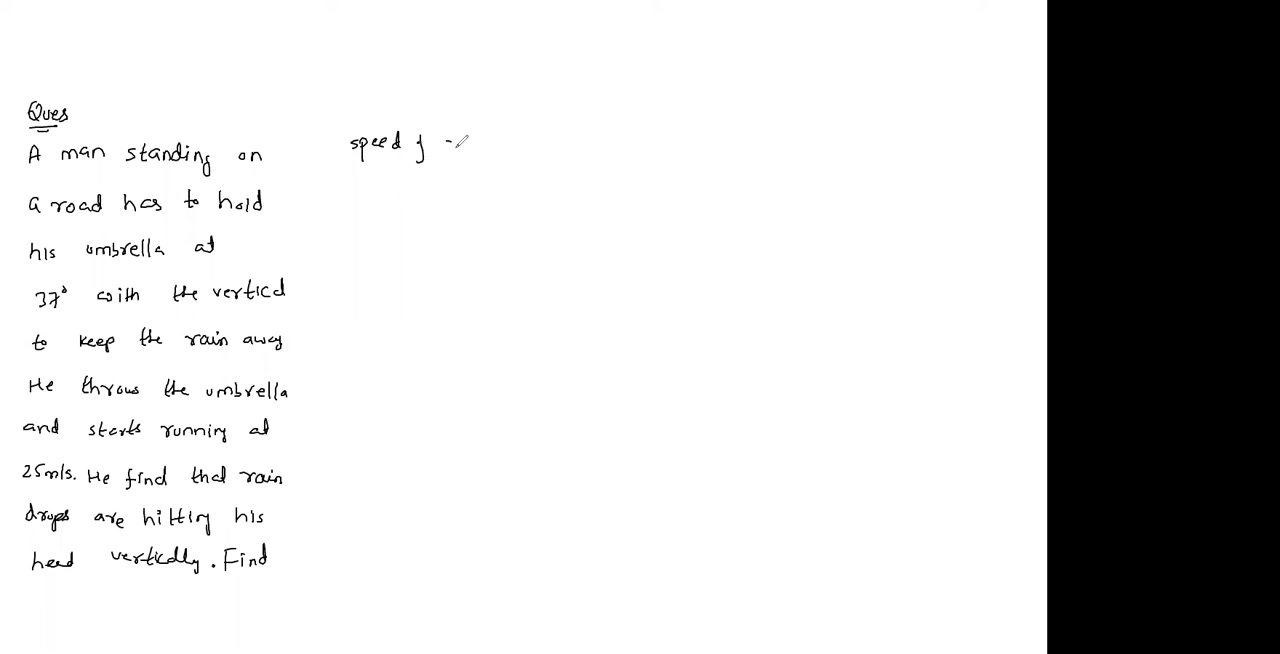 Ques
A man standing on
a road has to hold
his umbrella at
37° with the vertical
to keep the rain away
He throws the umbrella
and starts running at
25m/s. He find that rain
drops are hitting his
head vertically. Find
speed of